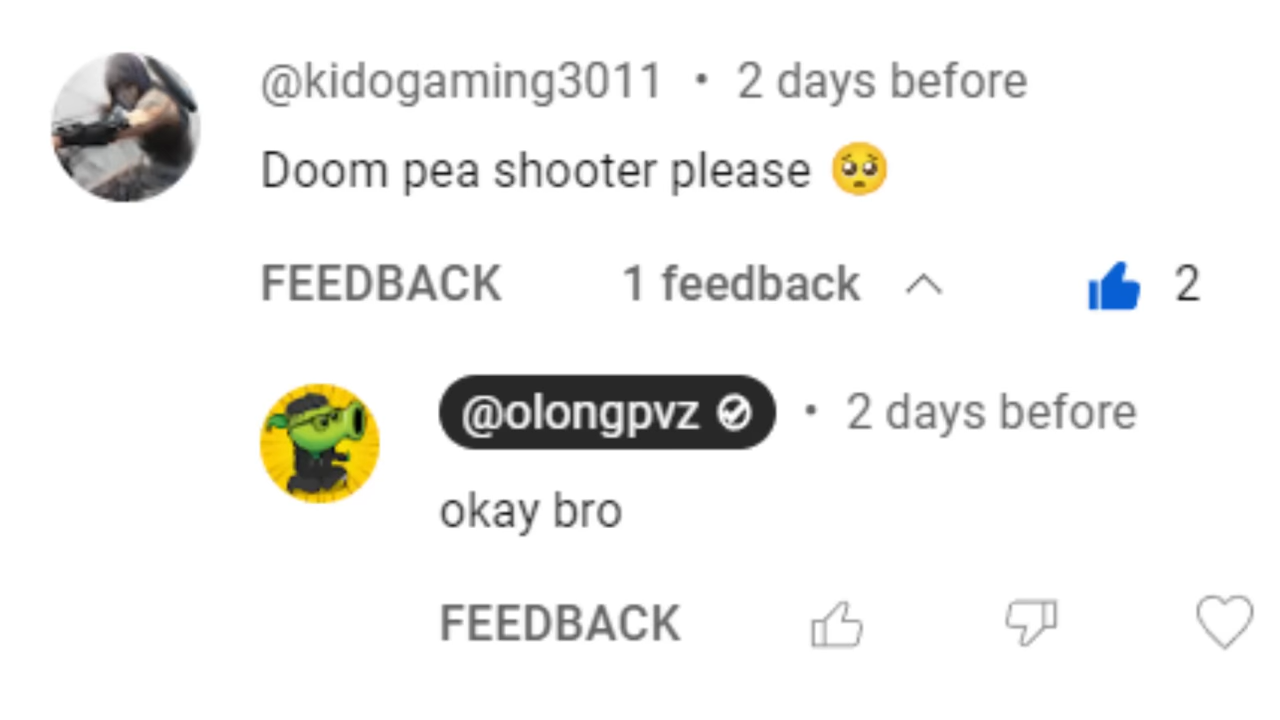 @kidogaming3011 • 2 days before
Doom pea shooter please 🥺
FEEDBACK 1 feedback 2
@olongpvz • 2 days before
okay bro
FEEDBACK